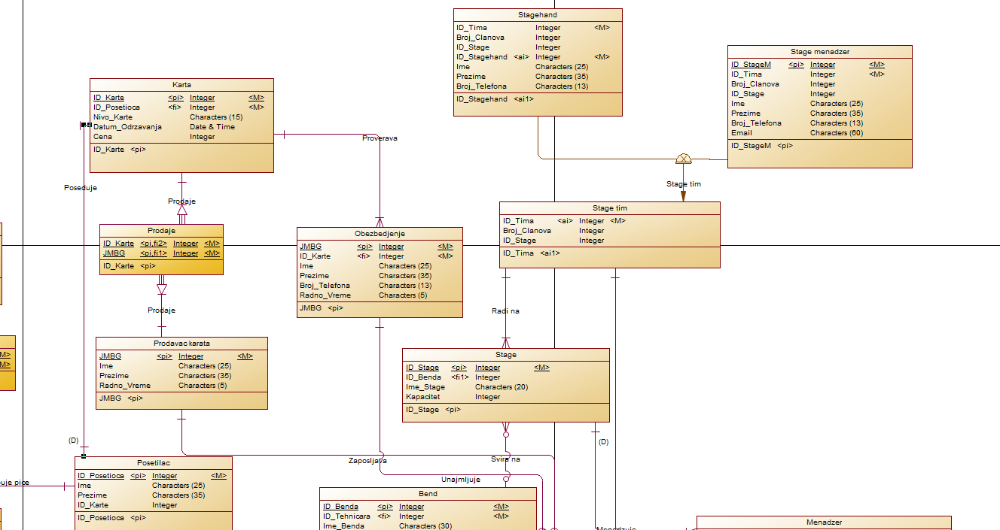 Stagehand
ID_Tima Integer <M>
Broj_Clanova Integer
ID_Stage Integer
ID_Stagehand <ai> Integer <M>
Ime Characters (25)
Prezime Characters (35)
Broj_Telefona Characters (13)
ID_Stagehand <ai1>
Stage menadzer
ID_StageM <pi> Integer <M>
ID_Tima Integer <M>
Broj_Clanova Integer
ID_Stage Integer
Ime Characters (25)
Prezime Characters (35)
Broj_Telefona Characters (13)
Email Characters (60)
ID_StageM <pi>
Karta
ID_Karte <pi> Integer <M>
ID_Posetioca <fi> Integer <M>
Nivo_Karte Characters (15)
Datum_Odrzavanja Date & Time
Cena Integer
ID_Karte <pi>
Proverava
Poseduje
Stage tim
Prodaje
Prodaje
ID_Karte <pi,fi2> Integer <M>
JMBG <pi,fi1> Integer <M>
ID_Karte <pi>
Obezbedjenje
JMBG <pi> Integer <M>
ID_Karte <fi> Integer <M>
Ime Characters (25)
Prezime Characters (35)
Broj_Telefona Characters (13)
Radno_Vreme Characters (5)
JMBG <pi>
Stage tim
ID_Tima <ai> Integer <M>
Broj_Clanova Integer
ID_Stage Integer
ID_Tima <ai1>
Prodaje
Radi na
Prodavac karata
JMBG <pi> Integer <M>
Ime Characters (25)
Prezime Characters (35)
Radno_Vreme Characters (5)
JMBG <pi>
Stage
ID_Stage <pi> Integer <M>
ID_Benda <fi1> Integer
Ime_Stage Characters (20)
Kapacitet Integer
ID_Stage <pi>
M>
M>
(D)
(D)
Zaposljava
Svira na
Unajmljuje
Posetilac
ID_Posetioca <pi> Integer <M>
Ime Characters (25)
Prezime Characters (35)
ID_Karte Integer
ID_Posetioca <pi>
uje pice
Bend
ID_Benda <pi> Integer <M>
ID_Tehnicara <fi> Integer <M>
Ime_Benda Characters (30)
Menadzer